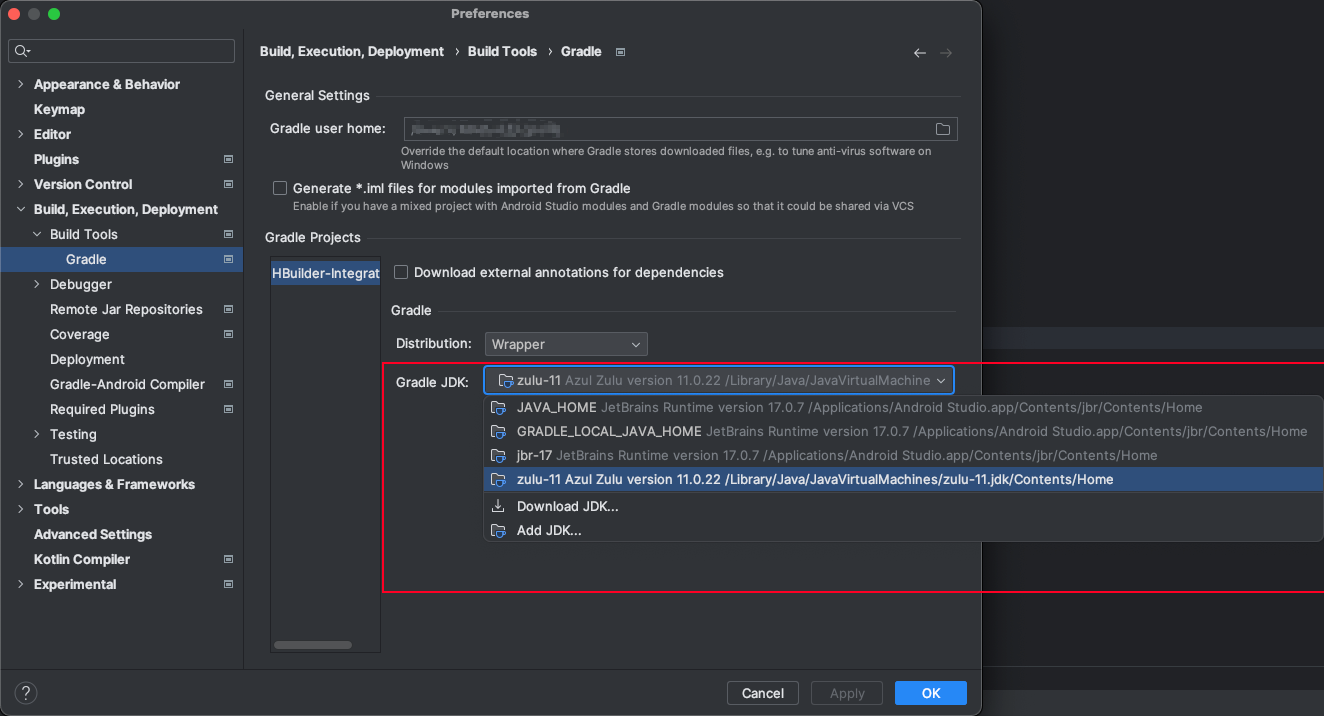 Preferences
Build, Execution, Deployment › Build Tools › Gradle
Appearance & Behavior
Keymap
Editor
Plugins
Version Control
Build, Execution, Deployment
Build Tools
Gradle
Debugger
Remote Jar Repositories
Coverage
Deployment
Gradle-Android Compiler
Required Plugins
Testing
Trusted Locations
Languages & Frameworks
Tools
Advanced Settings
Kotlin Compiler
Experimental
General Settings
Gradle user home:
Override the default location where Gradle stores downloaded files, e.g. to tune anti-virus software on
Windows
Generate *.iml files for modules imported from Gradle
Enable if you have a mixed project with Android Studio modules and Gradle modules so that it could be shared via VCS
Gradle Projects
HBuilder-Integrat
Download external annotations for dependencies
Gradle
Distribution: Wrapper
Gradle JDK: zulu-11 Azul Zulu version 11.0.22 /Library/Java/JavaVirtualMachine
JAVA_HOME JetBrains Runtime version 17.0.7 /Applications/Android Studio.app/Contents/jbr/Contents/Home
GRADLE_LOCAL_JAVA_HOME JetBrains Runtime version 17.0.7 /Applications/Android Studio.app/Contents/jbr/Contents/Home
jbr-17 JetBrains Runtime version 17.0.7 /Applications/Android Studio.app/Contents/jbr/Contents/Home
zulu-11 Azul Zulu version 11.0.22 /Library/Java/JavaVirtualMachines/zulu-11.jdk/Contents/Home
Download JDK...
Add JDK...
?
Cancel
Apply
OK